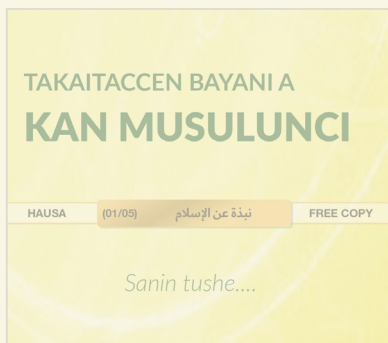 TAKAITACCEN BAYANI A
KAN MUSULUNCI
HAUSA (01/05) نبذة عن الإسلام FREE COPY
Sanin tushe....